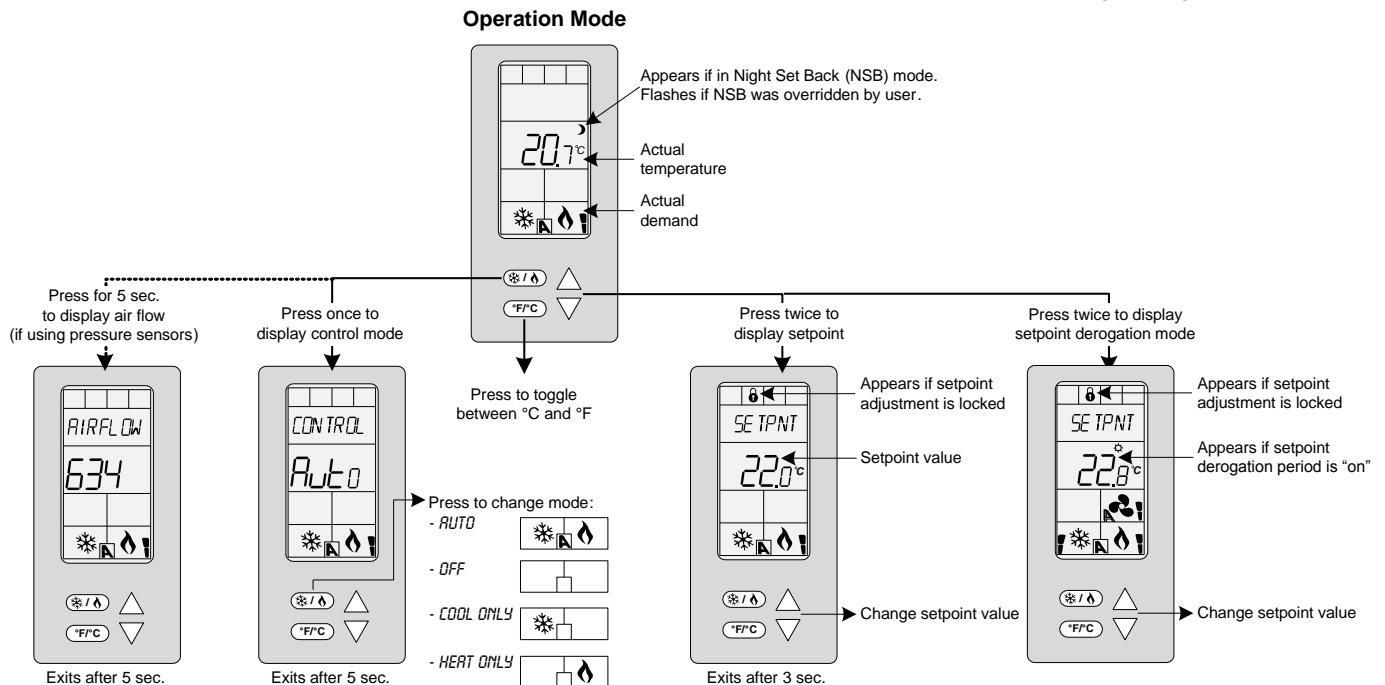 Operation Mode
Appears if in Night Set Back (NSB) mode.
Flashes if NSB was overridden by user.
20.7°C
Actual
temperature
Actual
demand
A
°F/°C
Press for 5 sec.
to display air flow
(if using pressure sensors)
Press once to
display control mode
Press to toggle
between °C and °F
Press twice to
display setpoint
Press twice to display
setpoint derogation mode
AIRFLOW
634
A
°F/°C
Exits after 5 sec.
CONTROL
Auto
A
°F/°C
Exits after 5 sec.
Press to change mode:
- AUTO
A
- OFF
- COOL ONLY
- HEAT ONLY
Appears if setpoint
adjustment is locked
SETPNT
22.0°C
Setpoint value
A
°F/°C
Change setpoint value
Exits after 3 sec.
Appears if setpoint
adjustment is locked
SETPNT
22.8°C
Appears if setpoint
derogation period is “on”
A
A
°F/°C
Change setpoint value